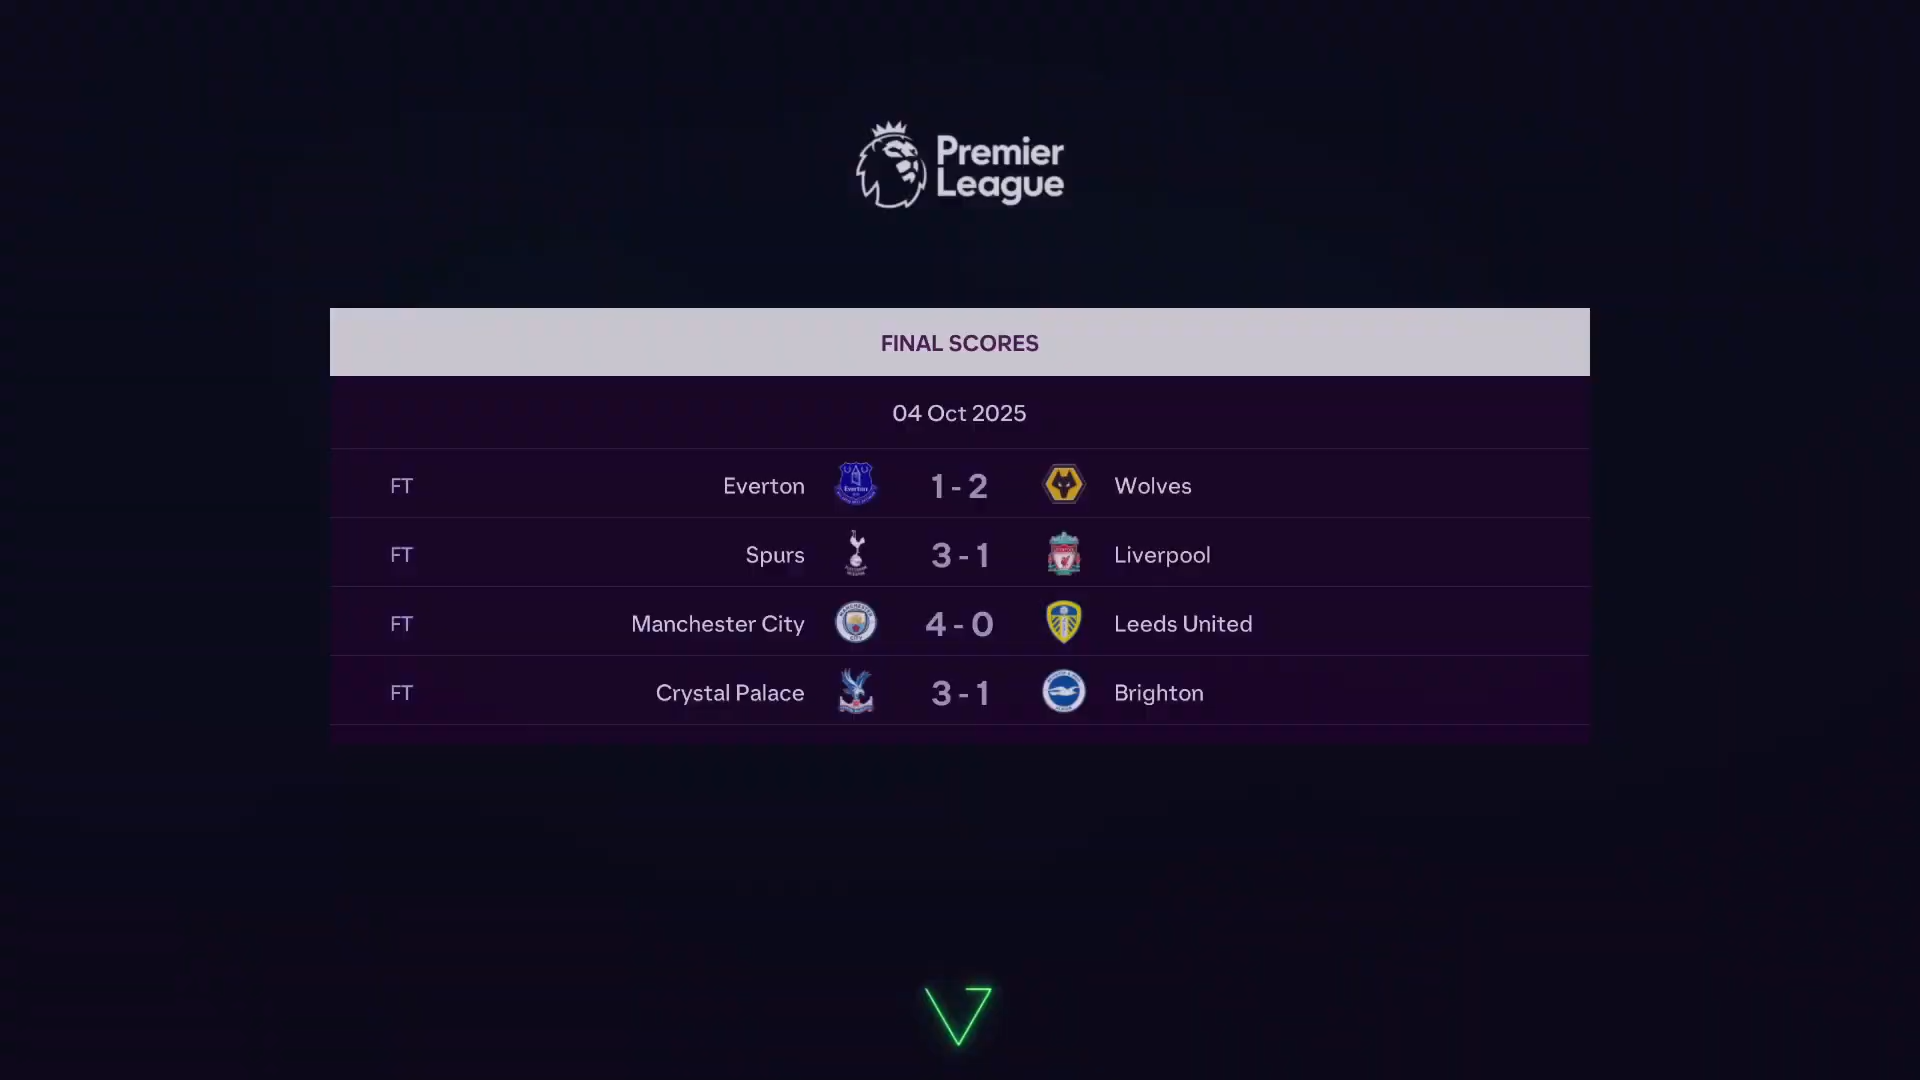 Premier
League
FINAL SCORES
04 Oct 2025
FT Everton 1 - 2 Wolves
FT Spurs 3 - 1 Liverpool
FT Manchester City 4 - 0 Leeds United
FT Crystal Palace 3 - 1 Brighton